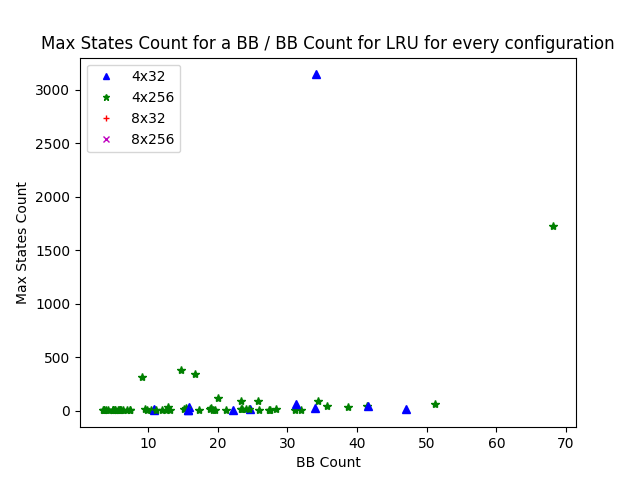 Max States Count for a BB / BB Count for LRU for every configuration
4x32
4x256
8x32
8x256
3000
2500
2000
1500
1000
500
0
Max States Count
10 20 30 40 50 60 70
BB Count